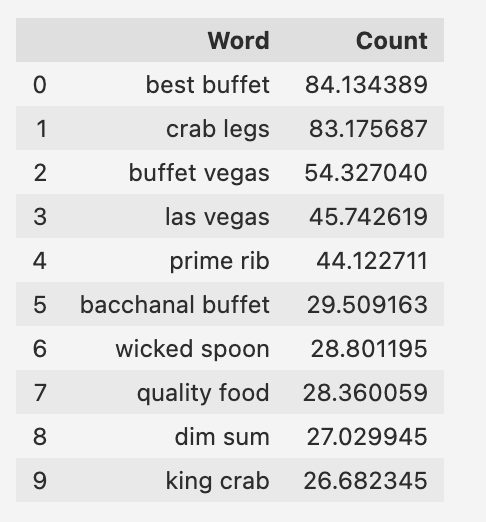 Word Count
0 best buffet 84.134389
1 crab legs 83.175687
2 buffet vegas 54.327040
3 las vegas 45.742619
4 prime rib 44.122711
5 bacchanal buffet 29.509163
6 wicked spoon 28.801195
7 quality food 28.360059
8 dim sum 27.029945
9 king crab 26.682345